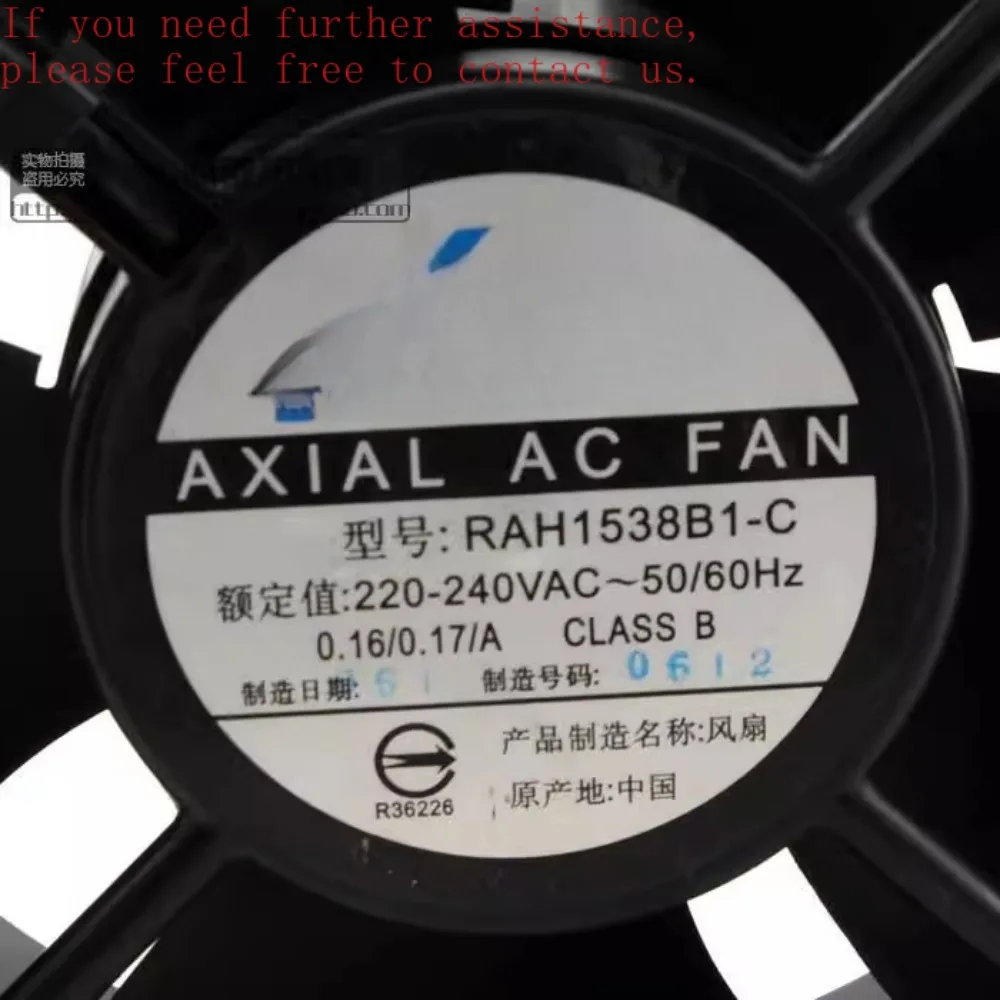 If you need further assistance,
please feel free to contact us.
实物拍摄
盗用必究
AXIAL AC FAN
型号: RAH1538B1-C
额定值:220-240VAC~50/60Hz
0.16/0.17/A CLASS B
制造日期: 制造号码: 0612
产品制造名称:风扇
R36226 原产地:中国